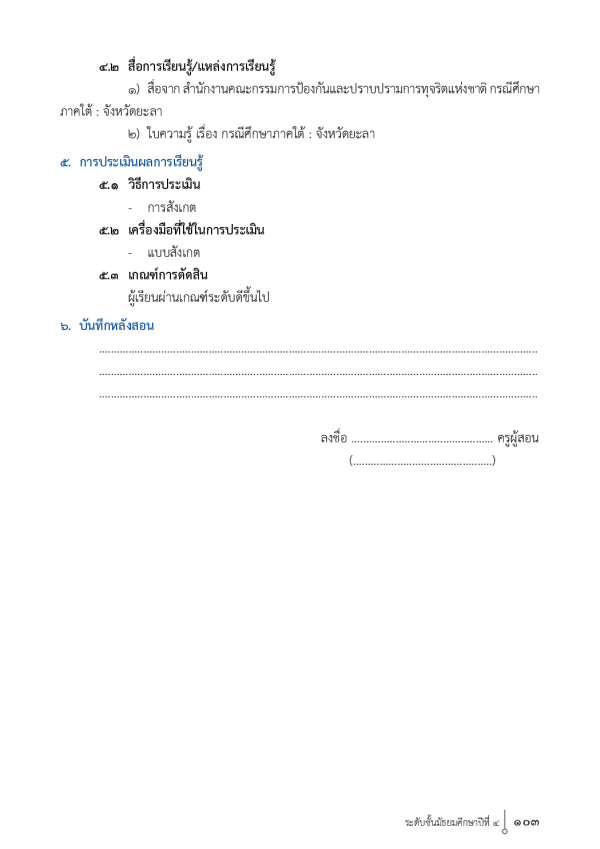 ๔.๒ สื่อการเรียนรู้/แหล่งการเรียนรู้
๑) สื่อจาก สำนักงานคณะกรรมการป้องกันและปราบปรามการทุจริตแห่งชาติ กรณีศึกษา
ภาคใต้ : จังหวัดยะลา
๒) ใบความรู้ เรื่อง กรณีศึกษาภาคใต้ : จังหวัดยะลา
๕. การประเมินผลการเรียนรู้
๕.๑ วิธีการประเมิน
- การสังเกต
๕.๒ เครื่องมือที่ใช้ในการประเมิน
- แบบสังเกต
๕.๓ เกณฑ์การตัดสิน
ผู้เรียนผ่านเกณฑ์ระดับดีขึ้นไป
๖. บันทึกหลังสอน
....................................................................................................................................................
....................................................................................................................................................
....................................................................................................................................................
ลงชื่อ ................................................ ครูผู้สอน
(...............................................)
ระดับชั้นมัธยมศึกษาปีที่ ๔ ๑๐๓